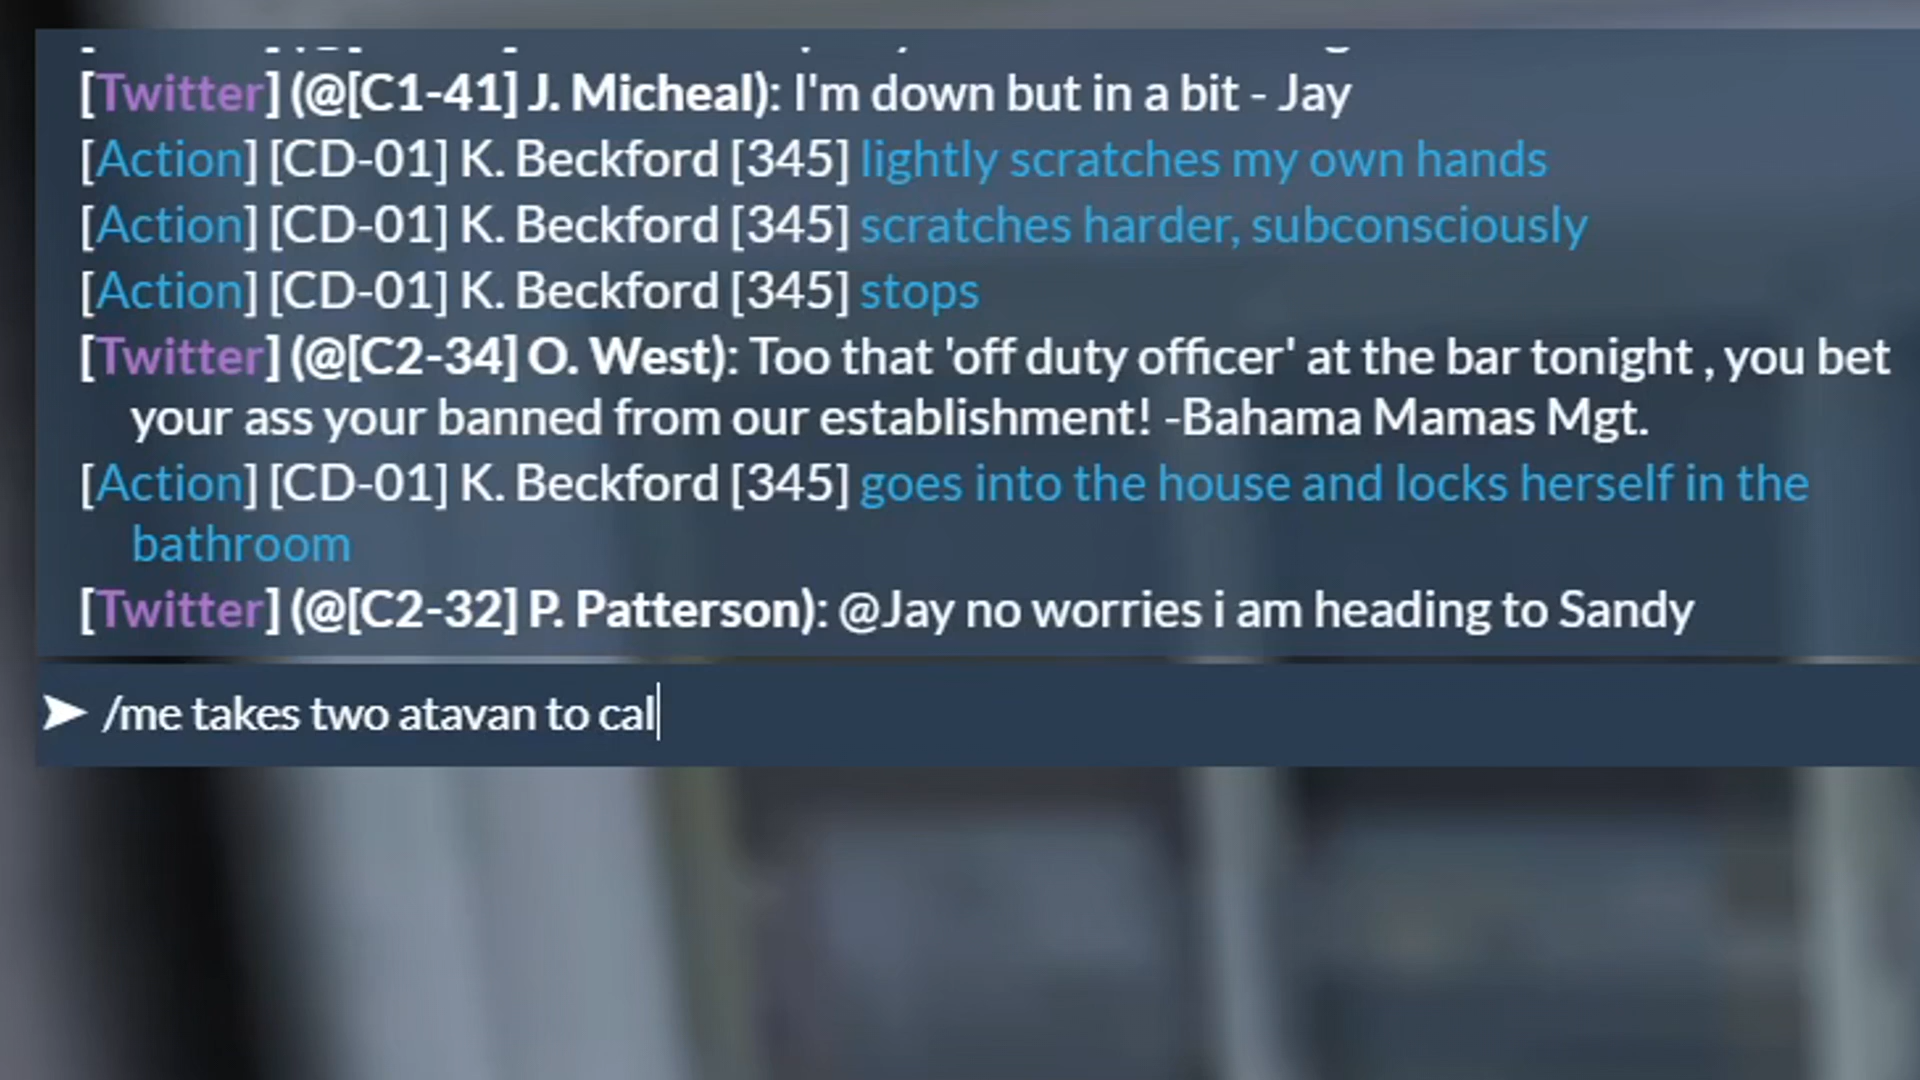 [Twitter] (@[C1-41] J. Micheal): I'm down but in a bit - Jay
[Action] [CD-01] K. Beckford [345] lightly scratches my own hands
[Action] [CD-01] K. Beckford [345] scratches harder, subconsciously
[Action] [CD-01] K. Beckford [345] stops
[Twitter] (@[C2-34] O. West): Too that 'off duty officer' at the bar tonight , you bet
your ass your banned from our establishment! -Bahama Mamas Mgt.
[Action] [CD-01] K. Beckford [345] goes into the house and locks herself in the
bathroom
[Twitter] (@[C2-32] P. Patterson): @Jay no worries i am heading to Sandy
➤ /me takes two atavan to cal